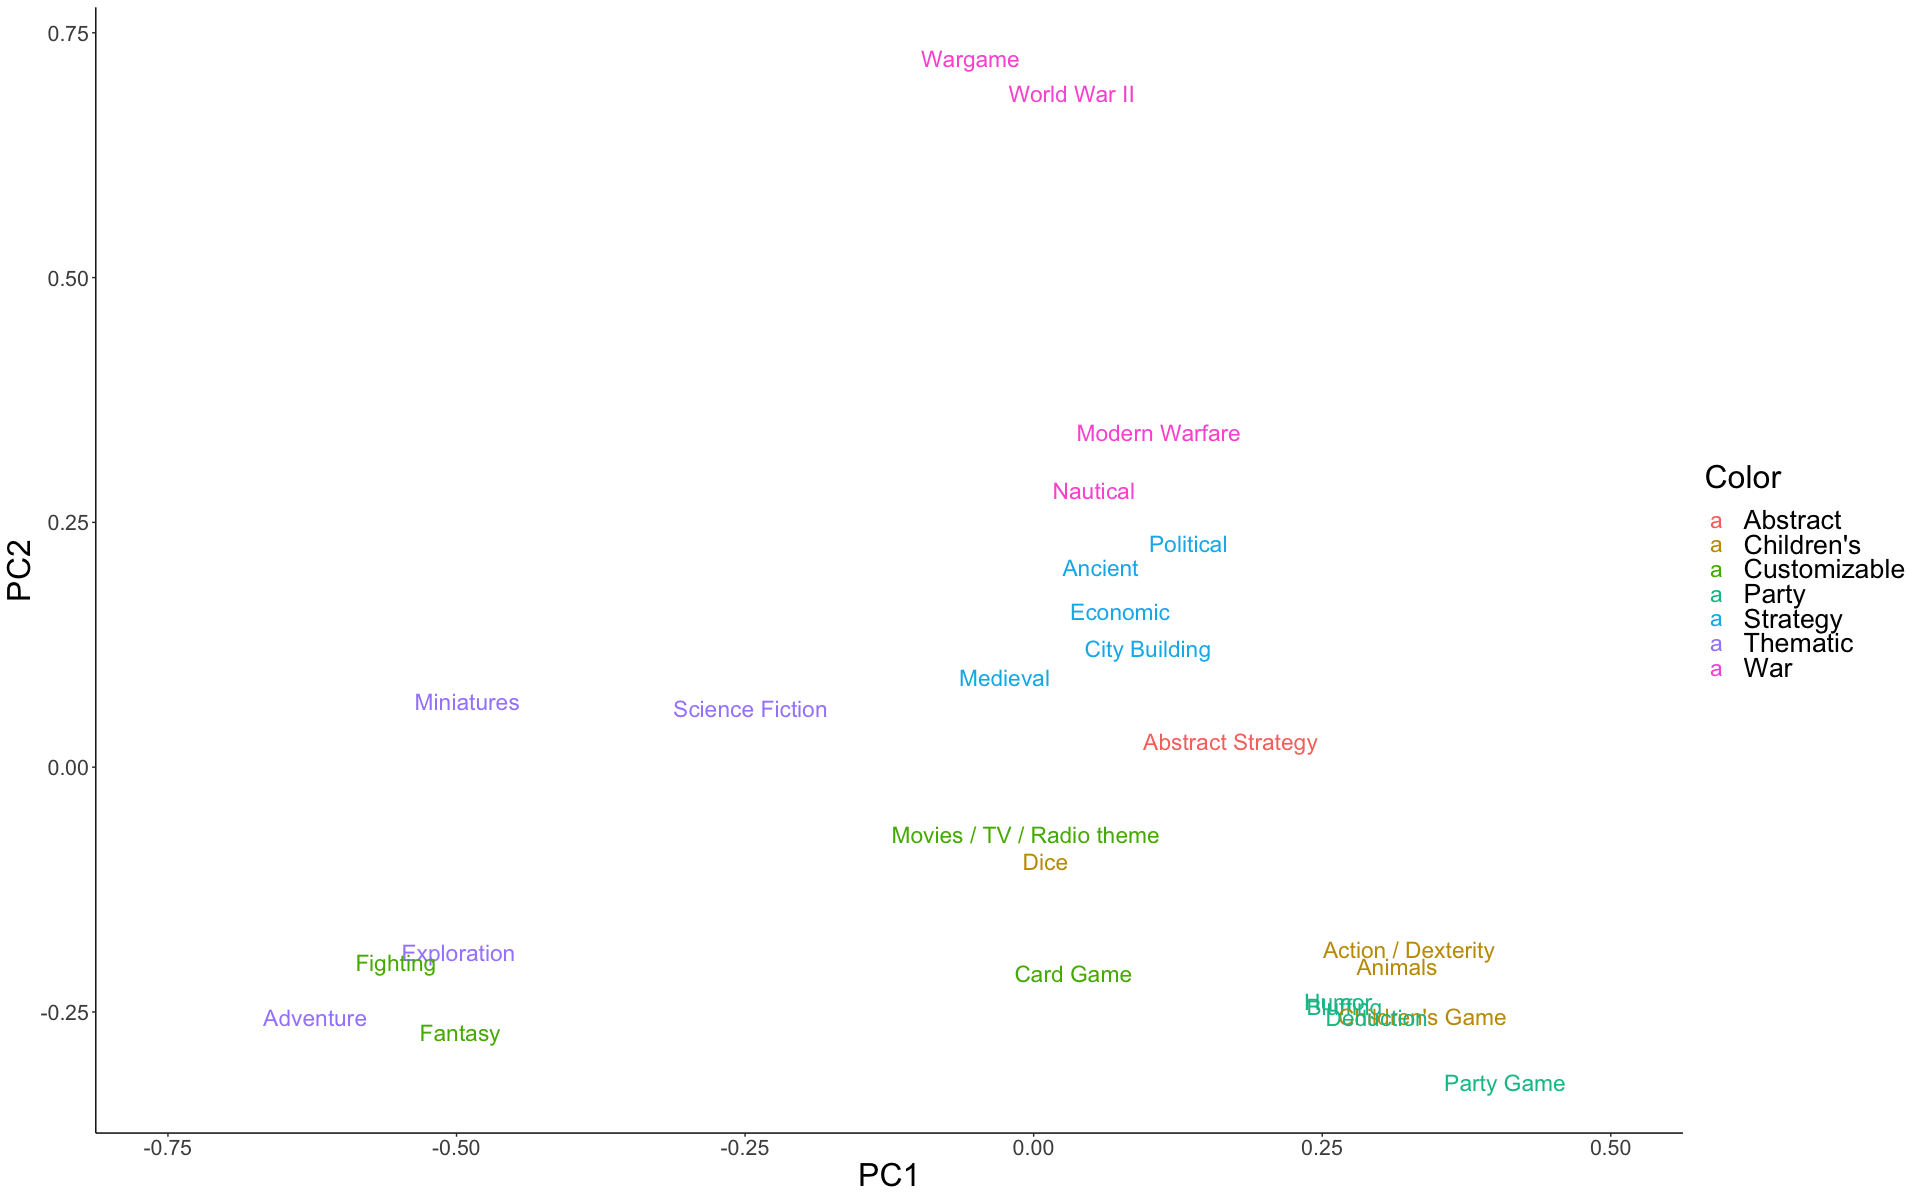 0.75
Wargame
World War II
0.50
Modern Warfare
Nautical
0.25
Political
Ancient
Economic
City Building
Medieval
Miniatures
Science Fiction
Abstract Strategy
0.00
Movies / TV / Radio theme
Dice
Exploration
Fighting
Card Game
Action / Dexterity
Animals
Humor
Bluffing
Children's Game
Deduction
-0.25
Adventure
Fantasy
Party Game
-0.75
-0.50
-0.25
0.00
0.25
0.50
PC1
PC2
Color
a Abstract
a Children's
a Customizable
a Party
a Strategy
a Thematic
a War